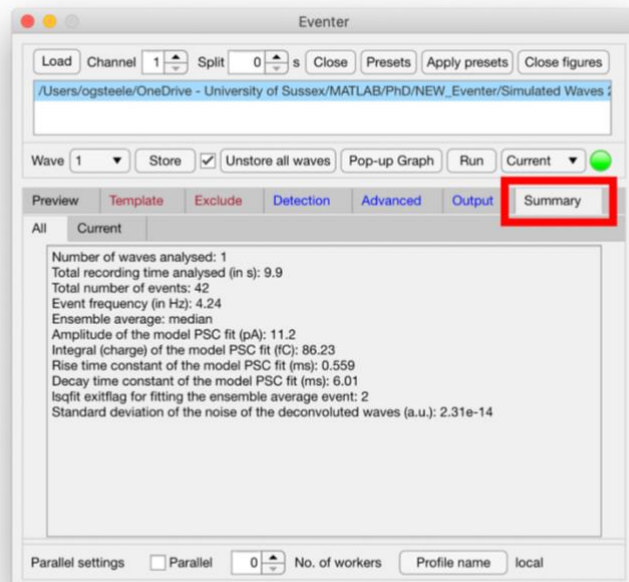 Eventer
Load Channel 1 Split 0 s Close Presets Apply presets Close figures
/Users/ogsteele/OneDrive - University of Sussex/MATLAB/PhD/NEW_Eventer/Simulated Waves
Wave 1 Store Unstore all waves Pop-up Graph Run Current
Preview Template Exclude Detection Advanced Output Summary
All Current
Number of waves analysed: 1
Total recording time analysed (in s): 9.9
Total number of events: 42
Event frequency (in Hz): 4.24
Ensemble average: median
Amplitude of the model PSC fit (pA): 11.2
Integral (charge) of the model PSC fit (fC): 86.23
Rise time constant of the model PSC fit (ms): 0.559
Decay time constant of the model PSC fit (ms): 6.01
lsqfit exitflag for fitting the ensemble average event: 2
Standard deviation of the noise of the deconvoluted waves (a.u.): 2.31e-14
Parallel settings Parallel 0 No. of workers Profile name local